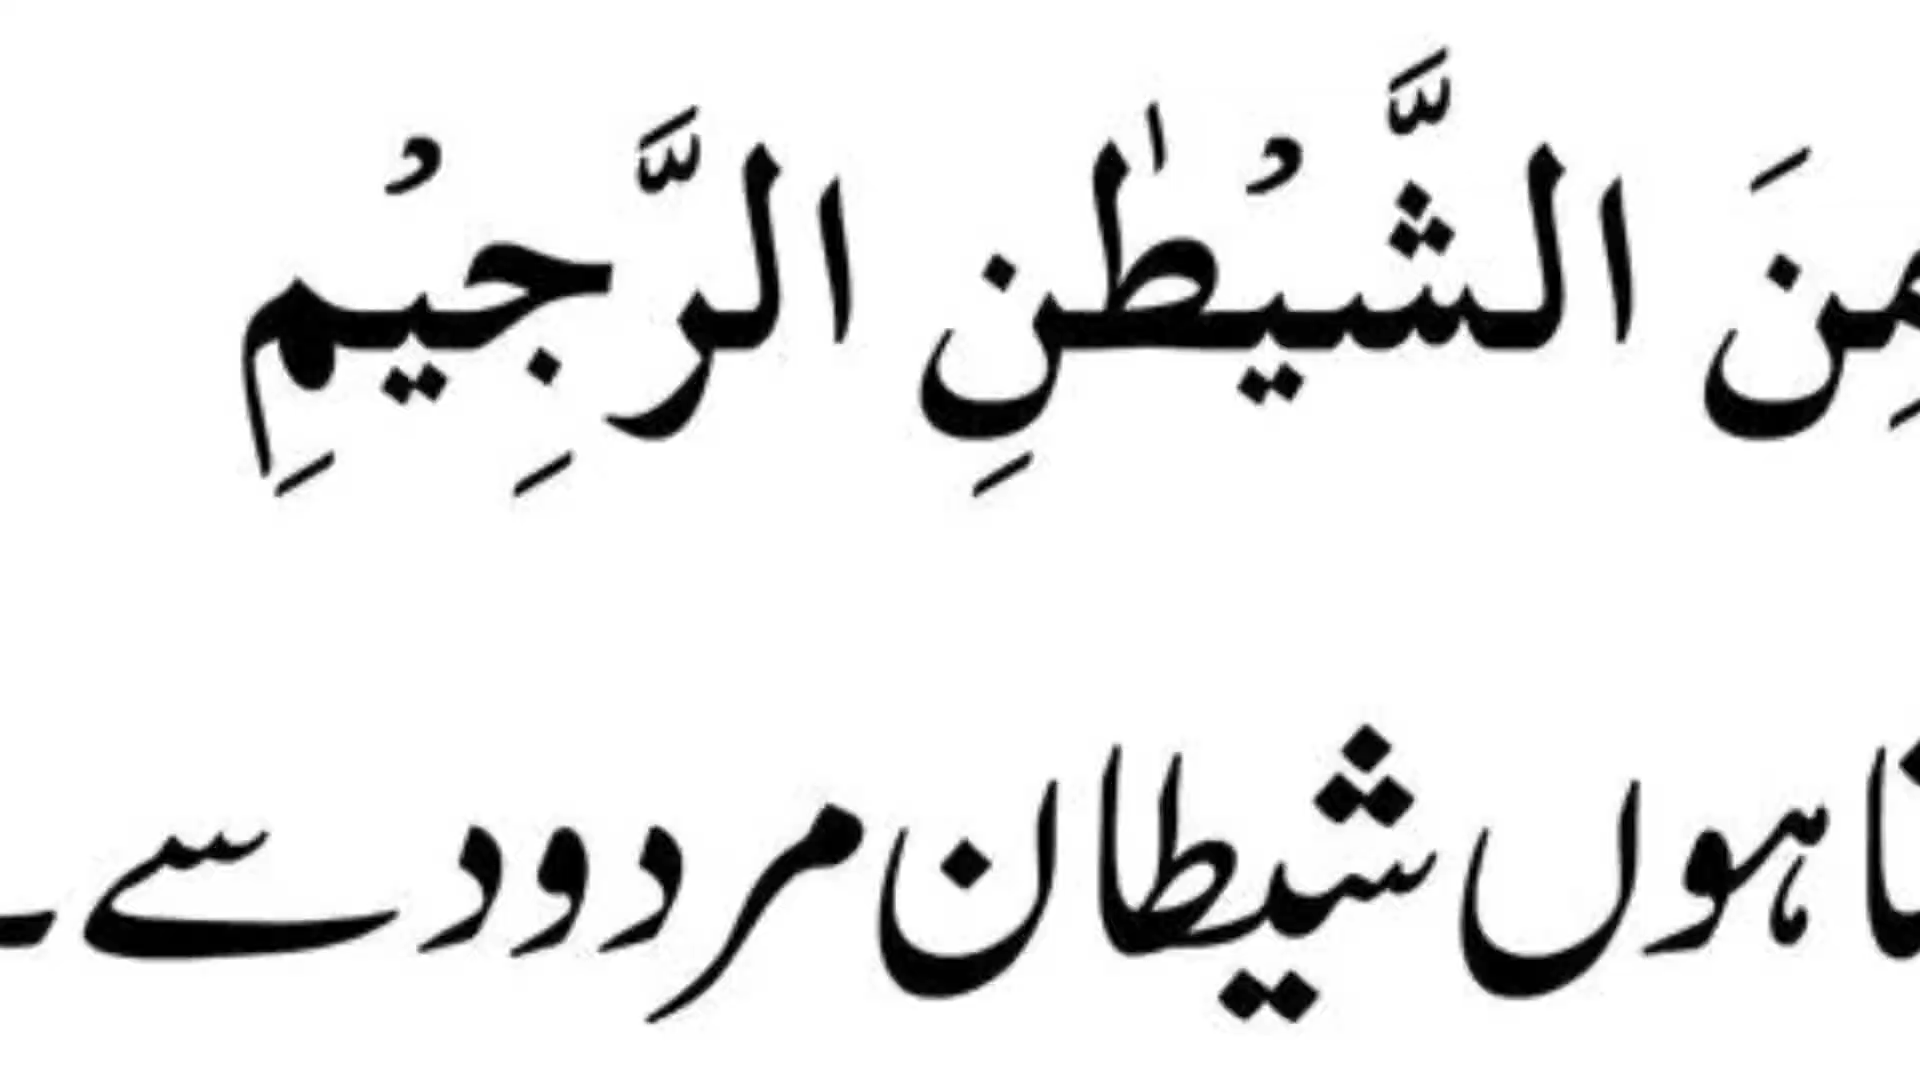 مِنَ الشَّيْطٰنِ الرَّجِيْمِ
ہوں شیطان مردود سے ۔